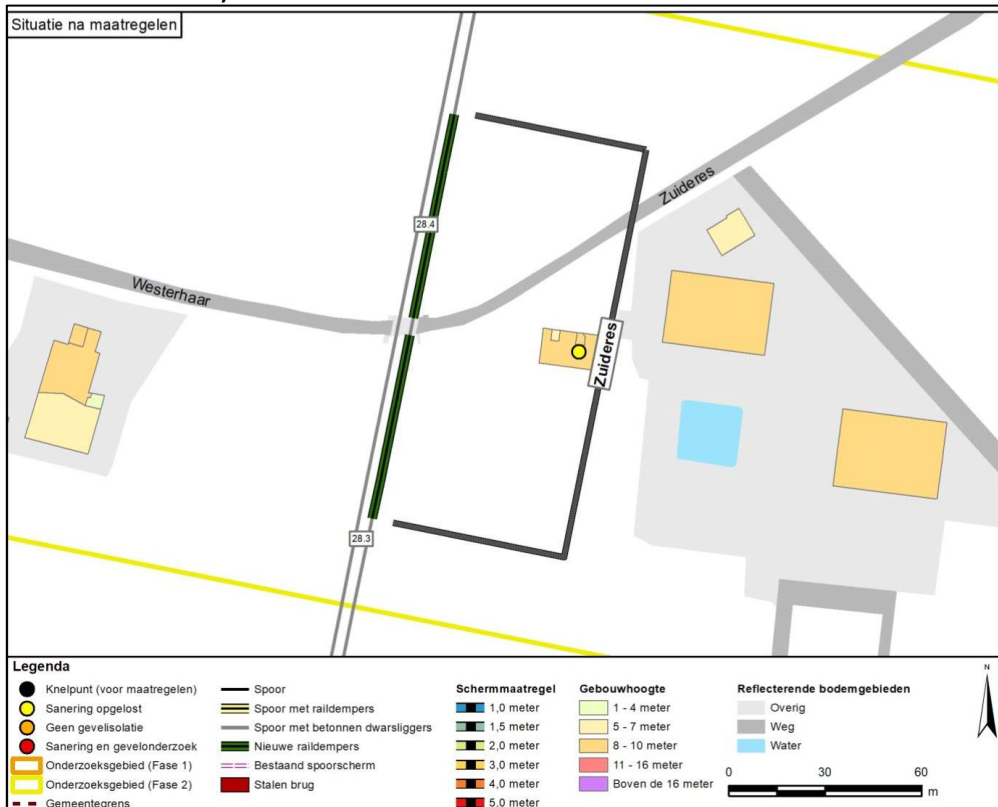 Situatie na maatregelen
Zuideres
28.4
Westerhaar
Zuideres
28.3
Legenda
Knelpunt (voor maatregelen)
Sanering opgelost
Geen gevelisolatie
Sanering en gevelonderzoek
Onderzoeksgebied (Fase 1)
Onderzoeksgebied (Fase 2)
Gemeentegrens
Spoor
Spoor met raildempers
Spoor met betonnen dwarsliggers
Nieuwe raildempers
Bestaand spoorscherm
Stalen brug
Schermmaatregel
1,0 meter
1,5 meter
2,0 meter
3,0 meter
4,0 meter
5,0 meter
Gebouwhoogte
1 - 4 meter
5 - 7 meter
8 - 10 meter
11 - 16 meter
Boven de 16 meter
Reflecterende bodemgebieden
Overig
Weg
Water
0 30 60
m
N